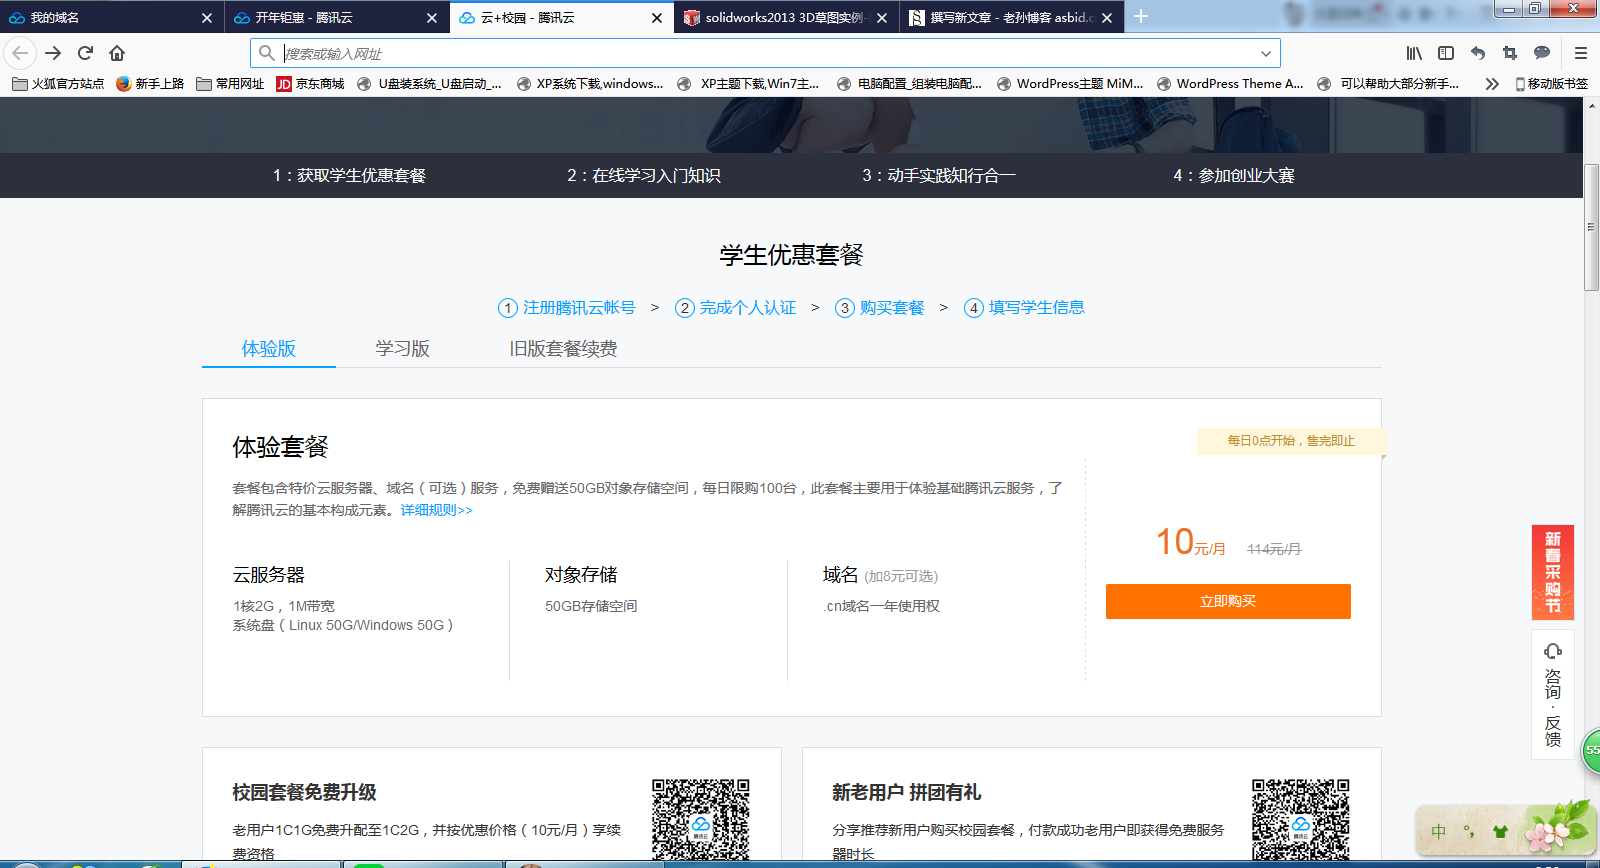 我的域名
开年钜惠 - 腾讯云
云+校园 - 腾讯云
solidworks2013 3D草图实例-
撰写新文章 - 老孙博客 asbid.c
搜索或输入网址
火狐官方站点
新手上路
常用网址
JD 京东商城
U盘装系统_U盘启动_...
XP系统下载,windows...
XP主题下载,Win7主...
电脑配置_组装电脑配...
WordPress主题 MiM...
WordPress Theme A...
可以帮助大部分新手...
移动版书签
1：获取学生优惠套餐
2：在线学习入门知识
3：动手实践知行合一
4：参加创业大赛
学生优惠套餐
1 注册腾讯云帐号 > 2 完成个人认证 > 3 购买套餐 > 4 填写学生信息
体验版
学习版
旧版套餐续费
体验套餐
每日0点开始，售完即止
套餐包含特价云服务器、域名（可选）服务，免费赠送50GB对象存储空间，每日限购100台，此套餐主要用于体验基础腾讯云服务，了
解腾讯云的基本构成元素。详细规则>>
10元/月 114元/月
立即购买
云服务器
1核2G，1M带宽
系统盘（Linux 50G/Windows 50G）
对象存储
50GB存储空间
域名 (加8元可选)
.cn域名一年使用权
新春采购节
咨询·反馈
55
校园套餐免费升级
老用户1C1G免费升配至1C2G，并按优惠价格（10元/月）享续
费资格
腾讯云
新老用户 拼团有礼
分享推荐新用户购买校园套餐，付款成功老用户即获得免费服务
器时长
腾讯云
中